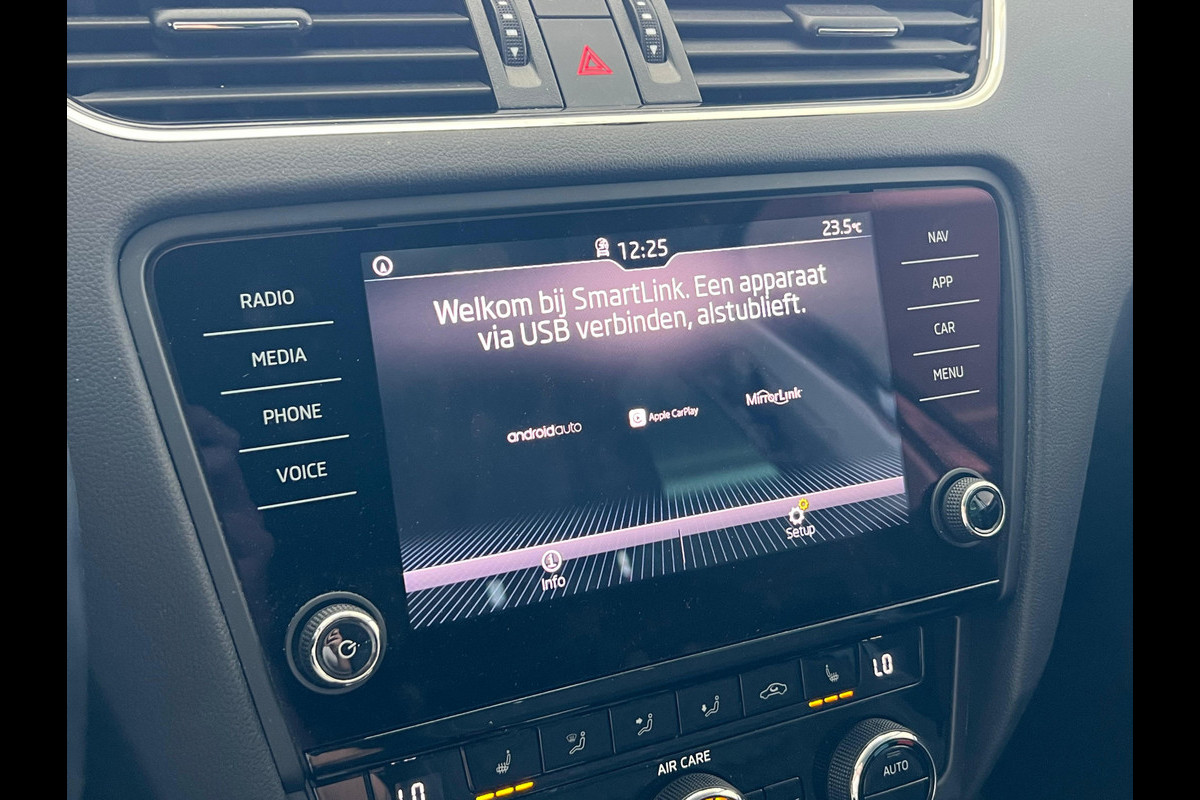 12:25
23.5°C
Welkom bij SmartLink. Een apparaat
via USB verbinden, alstublieft.
androidauto
Apple CarPlay
MirrorLink
Info
Setup
RADIO
MEDIA
PHONE
VOICE
NAV
APP
CAR
MENU
LO
LO
AIR CARE
AUTO